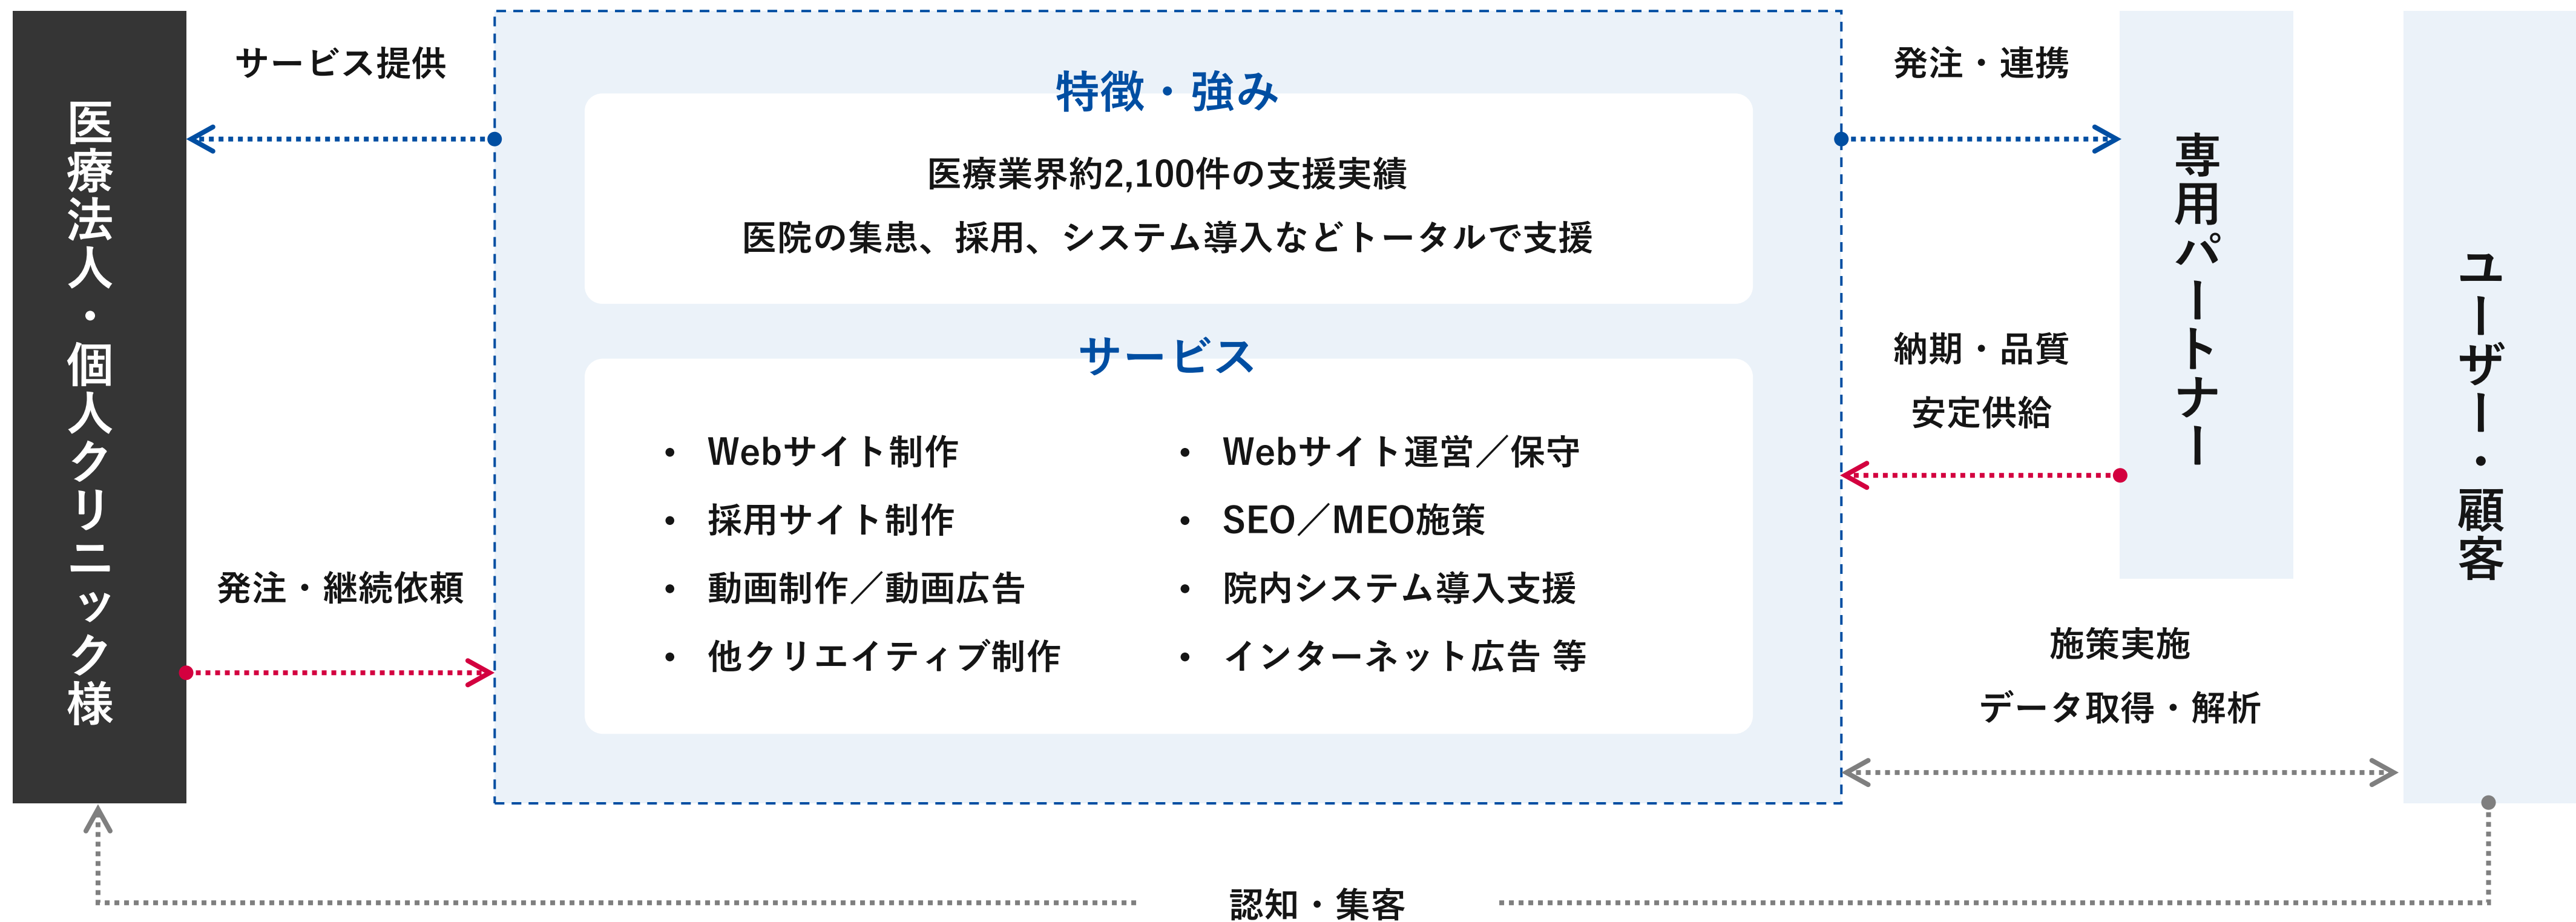 医療法人・個人クリニック様
サービス提供
発注・継続依頼
特徴・強み
医療業界約2,100件の支援実績
医院の集患、採用、システム導入などトータルで支援
サービス
• Webサイト制作
• 採用サイト制作
• 動画制作／動画広告
• 他クリエイティブ制作
• Webサイト運営／保守
• SEO／MEO施策
• 院内システム導入支援
• インターネット広告 等
発注・連携
納期・品質
安定供給
専用パートナー
施策実施
データ取得・解析
ユーザー・顧客
認知・集客